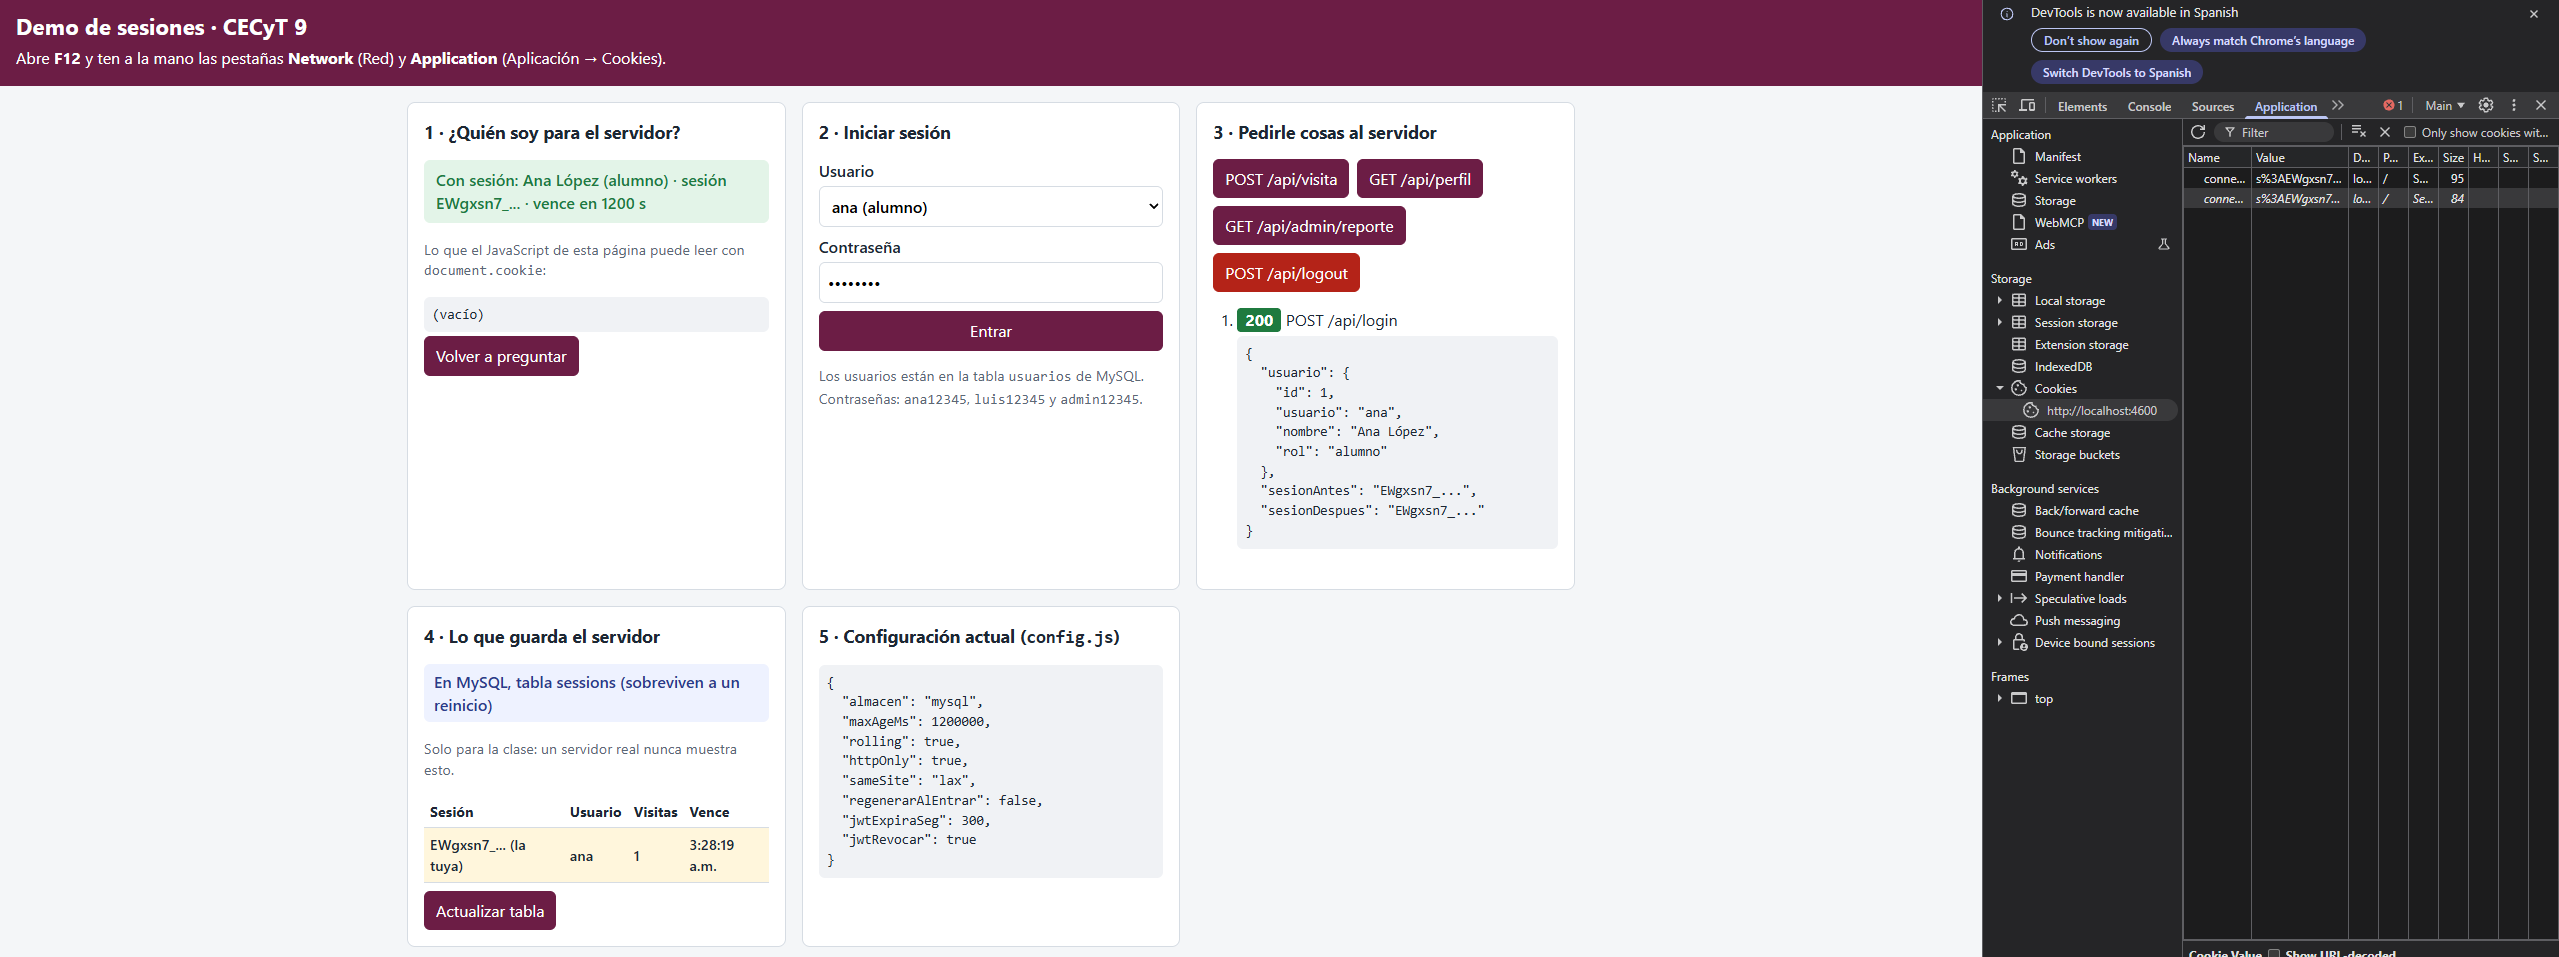 Demo de sesiones · CECyT 9
Abre F12 y ten a la mano las pestañas Network (Red) y Application (Aplicación → Cookies).
1 · ¿Quién soy para el servidor?
Con sesión: Ana López (alumno) · sesión
EWgxsn7_... · vence en 1200 s
Lo que el JavaScript de esta página puede leer con
document.cookie:
(vacío)
Volver a preguntar
2 · Iniciar sesión
Usuario
ana (alumno)
Contraseña
••••••••
Entrar
Los usuarios están en la tabla usuarios de MySQL.
Contraseñas: ana12345, luis12345 y admin12345.
3 · Pedirle cosas al servidor
POST /api/visita
GET /api/perfil
GET /api/admin/reporte
POST /api/logout
1. 200 POST /api/login
{
"usuario": {
"id": 1,
"usuario": "ana",
"nombre": "Ana López",
"rol": "alumno"
},
"sesionAntes": "EWgxsn7_...",
"sesionDespues": "EWgxsn7_..."
}
4 · Lo que guarda el servidor
En MySQL, tabla sessions (sobreviven a un
reinicio)
Solo para la clase: un servidor real nunca muestra
esto.
Sesión Usuario Visitas Vence
EWgxsn7_... (la
tuya)
ana
1
3:28:19
a.m.
Actualizar tabla
5 · Configuración actual (config.js)
{
"almacen": "mysql",
"maxAgeMs": 1200000,
"rolling": true,
"httpOnly": true,
"sameSite": "lax",
"regenerarAlEntrar": false,
"jwtExpiraSeg": 300,
"jwtRevocar": true
}
DevTools is now available in Spanish
Don't show again
Always match Chrome's language
Switch DevTools to Spanish
Elements Console Sources Application 1 Main
Application
Manifest
Service workers
Storage
WebMCP NEW
Ads
Storage
Local storage
Session storage
Extension storage
IndexedDB
Cookies
http://localhost:4600
Cache storage
Storage buckets
Background services
Back/forward cache
Bounce tracking mitigati...
Notifications
Payment handler
Speculative loads
Push messaging
Device bound sessions
Frames
top
Filter
Only show cookies wit...
Name Value D... P... Ex... Size H... S... S...
conne... s%3AEWgxsn7... lo... / S... 95
conne... s%3AEWgxsn7... lo... / Se... 84
Cookie Value Show URL-decoded